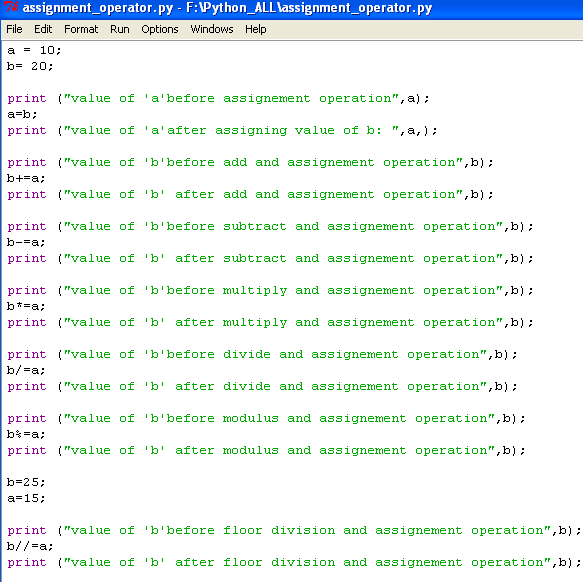 assignment_operator.py - F:\Python_ALL\assignment_operator.py
File Edit Format Run Options Windows Help
a = 10;
b= 20;
print ("value of 'a'before assignement operation",a);
a=b;
print ("value of 'a'after assigning value of b: ",a,);
print ("value of 'b'before add and assignement operation",b);
b+=a;
print ("value of 'b' after add and assignement operation",b);
print ("value of 'b'before subtract and assignement operation",b);
b-=a;
print ("value of 'b' after subtract and assignement operation",b);
print ("value of 'b'before multiply and assignement operation",b);
b*=a;
print ("value of 'b' after multiply and assignement operation",b);
print ("value of 'b'before divide and assignement operation",b);
b/=a;
print ("value of 'b' after divide and assignement operation",b);
print ("value of 'b'before modulus and assignement operation",b);
b%=a;
print ("value of 'b' after modulus and assignement operation",b);
b=25;
a=15;
print ("value of 'b'before floor division and assignement operation",b);
b//=a;
print ("value of 'b' after floor division and assignement operation",b);